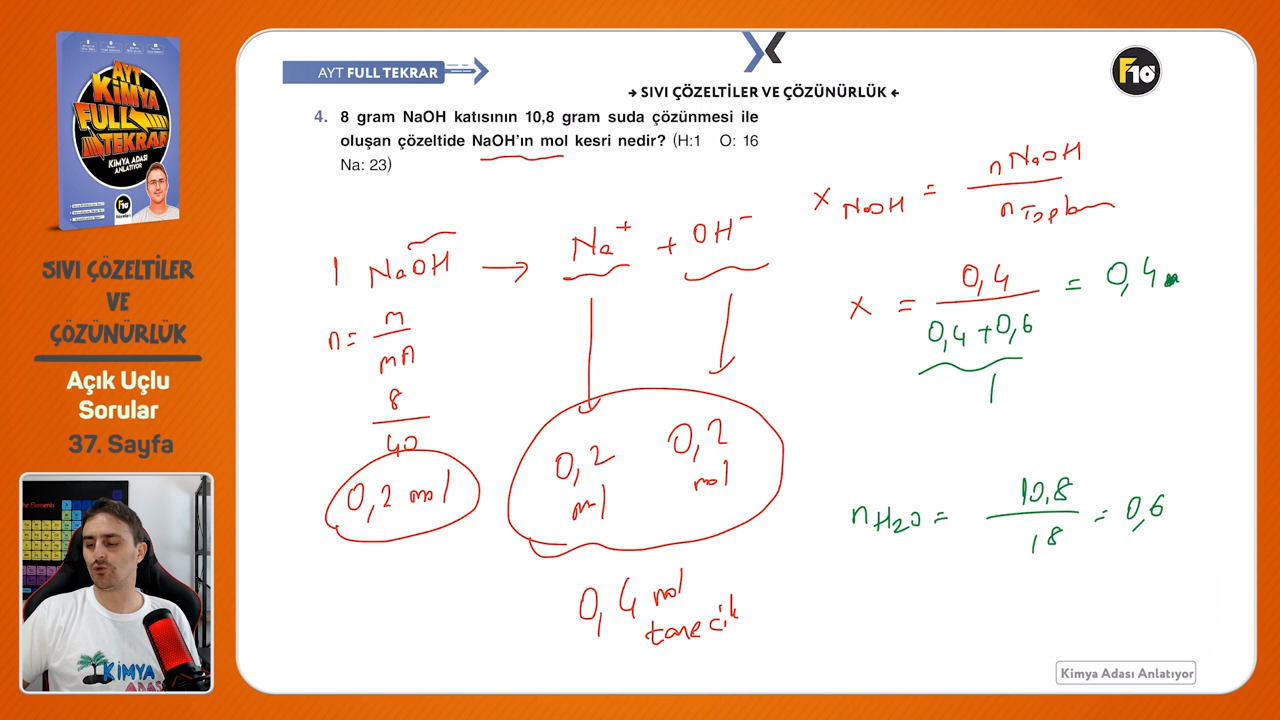 AYT
KİMYA
FULL
TEKRAR
KİMYA ADASI
ANLATIYOR
F10
SIVI ÇÖZELTİLER
VE
ÇÖZÜNÜRLÜK
Açık Uçlu
Sorular
37. Sayfa
AYT FULL TEKRAR
→ SIVI ÇÖZELTİLER VE ÇÖZÜNÜRLÜK ←
F10
4. 8 gram NaOH katısının 10,8 gram suda çözünmesi ile
oluşan çözeltide NaOH'ın mol kesri nedir? (H:1 O: 16
Na: 23)
1 NaOH → Na⁺ + OH⁻
n = m / mA
8 / 40
0,2 mol
0,2 mol
0,2 mol
0,4 mol
tanecik
x NaOH = n NaOH / n Toplam
x = 0,4 / 0,4 + 0,6 = 0,4
1
nH2O = 10,8 / 18 = 0,6
KİMYA
ADASI
Kimya Adası Anlatıyor